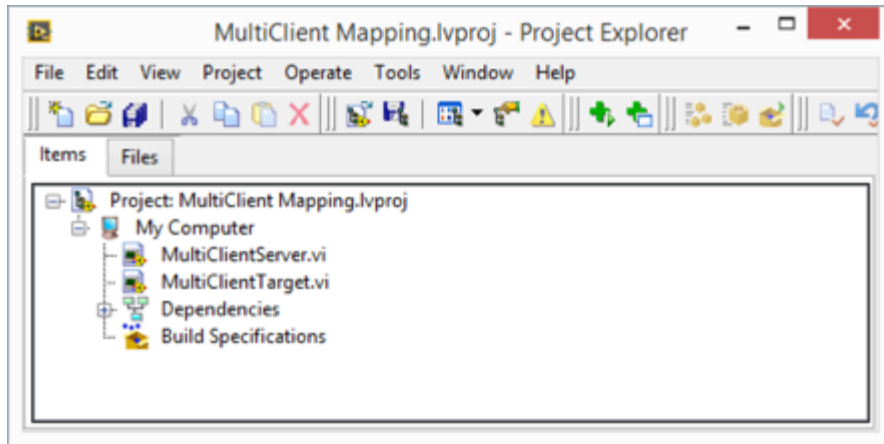 MultiClient Mapping.lvproj - Project Explorer
File Edit View Project Operate Tools Window Help
Items Files
Project: MultiClient Mapping.lvproj
My Computer
MultiClientServer.vi
MultiClientTarget.vi
Dependencies
Build Specifications